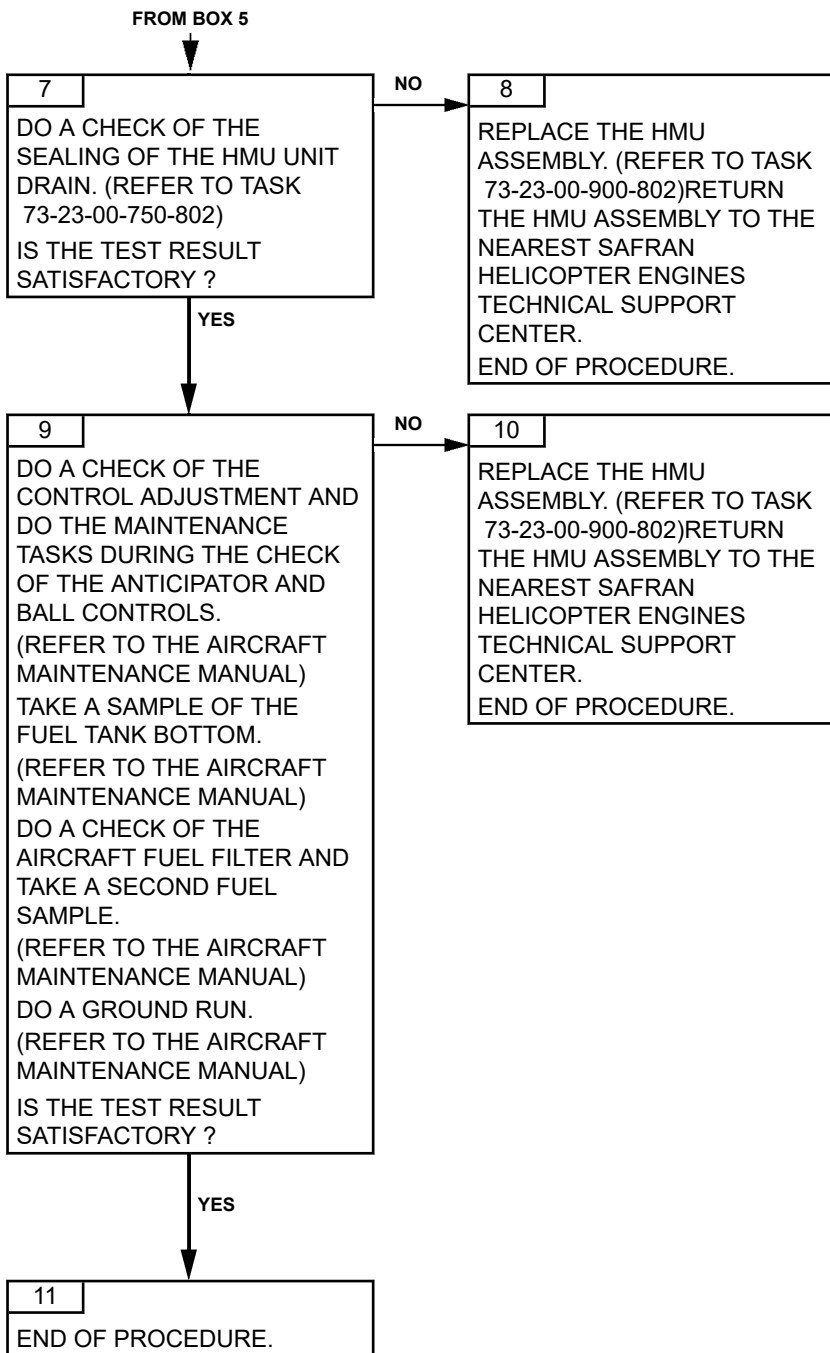 FROM BOX 5
7
DO A CHECK OF THE
SEALING OF THE HMU UNIT
DRAIN. (REFER TO TASK
73-23-00-750-802)
IS THE TEST RESULT
SATISFACTORY ?
NO
8
REPLACE THE HMU
ASSEMBLY. (REFER TO TASK
73-23-00-900-802)RETURN
THE HMU ASSEMBLY TO THE
NEAREST SAFRAN
HELICOPTER ENGINES
TECHNICAL SUPPORT
CENTER.
END OF PROCEDURE.
YES
9
DO A CHECK OF THE
CONTROL ADJUSTMENT AND
DO THE MAINTENANCE
TASKS DURING THE CHECK
OF THE ANTICIPATOR AND
BALL CONTROLS.
(REFER TO THE AIRCRAFT
MAINTENANCE MANUAL)
TAKE A SAMPLE OF THE
FUEL TANK BOTTOM.
(REFER TO THE AIRCRAFT
MAINTENANCE MANUAL)
DO A CHECK OF THE
AIRCRAFT FUEL FILTER AND
TAKE A SECOND FUEL
SAMPLE.
(REFER TO THE AIRCRAFT
MAINTENANCE MANUAL)
DO A GROUND RUN.
(REFER TO THE AIRCRAFT
MAINTENANCE MANUAL)
IS THE TEST RESULT
SATISFACTORY ?
NO
10
REPLACE THE HMU
ASSEMBLY. (REFER TO TASK
73-23-00-900-802)RETURN
THE HMU ASSEMBLY TO THE
NEAREST SAFRAN
HELICOPTER ENGINES
TECHNICAL SUPPORT
CENTER.
END OF PROCEDURE.
YES
11
END OF PROCEDURE.